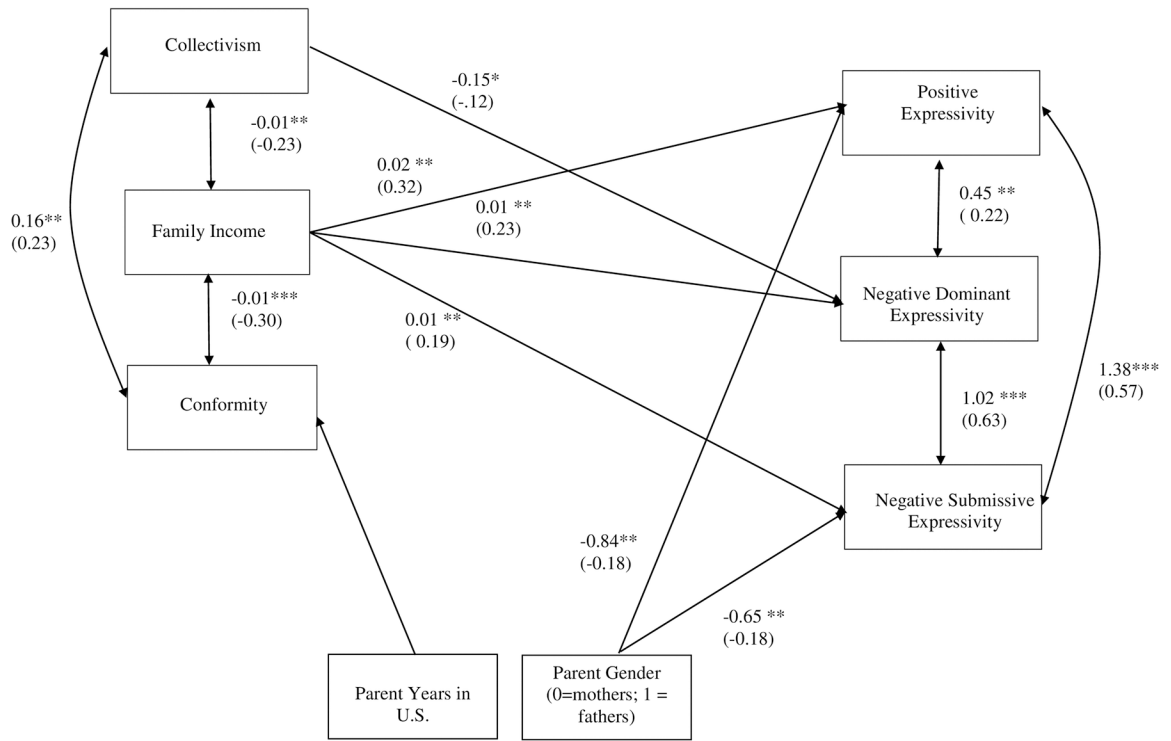 Collectivism
-0.15*
(-.12)
Positive
Expressivity
-0.01**
(-0.23)
0.02 **
(0.32)
0.01 **
(0.23)
0.45 **
( 0.22)
0.16**
(0.23)
Family Income
Negative Dominant
Expressivity
-0.01***
(-0.30)
0.01 **
( 0.19)
1.38***
(0.57)
Conformity
1.02 ***
(0.63)
Negative Submissive
Expressivity
-0.84**
(-0.18)
-0.65 **
(-0.18)
Parent Years in
U.S.
Parent Gender
(0=mothers; 1 =
fathers)